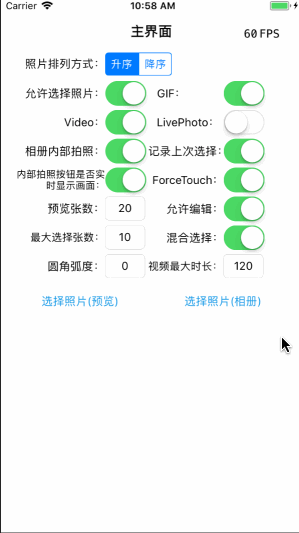 Carrier 10:58 AM
主界面 60 FPS
照片排列方式： 升序 降序
允许选择照片： GIF：
Video： LivePhoto：
相册内部拍照： 记录上次选择：
内部拍照按钮是否实
时显示画面： ForceTouch：
预览张数： 20 允许编辑：
最大选择张数： 10 混合选择：
圆角弧度： 0 视频最大时长： 120
选择照片(预览) 选择照片(相册)